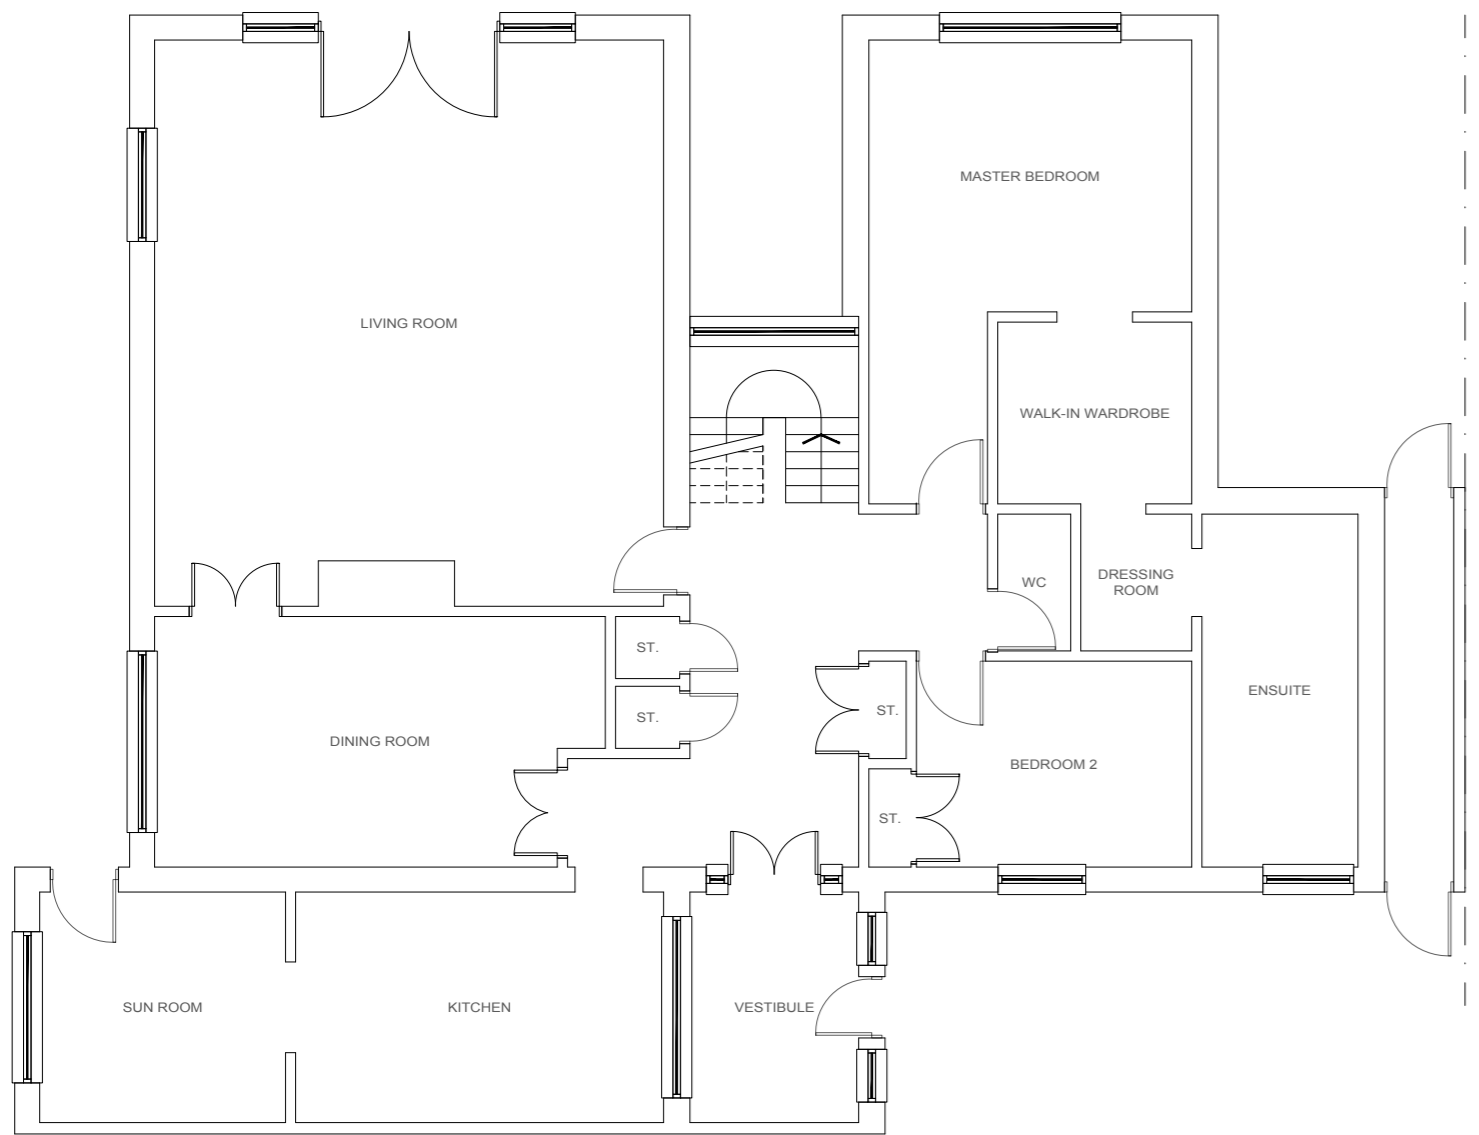 MASTER BEDROOM
LIVING ROOM
WALK-IN WARDROBE
WC
DRESSING
ROOM
ST.
ENSUITE
ST.
ST.
DINING ROOM
BEDROOM 2
ST.
SUN ROOM
KITCHEN
VESTIBULE